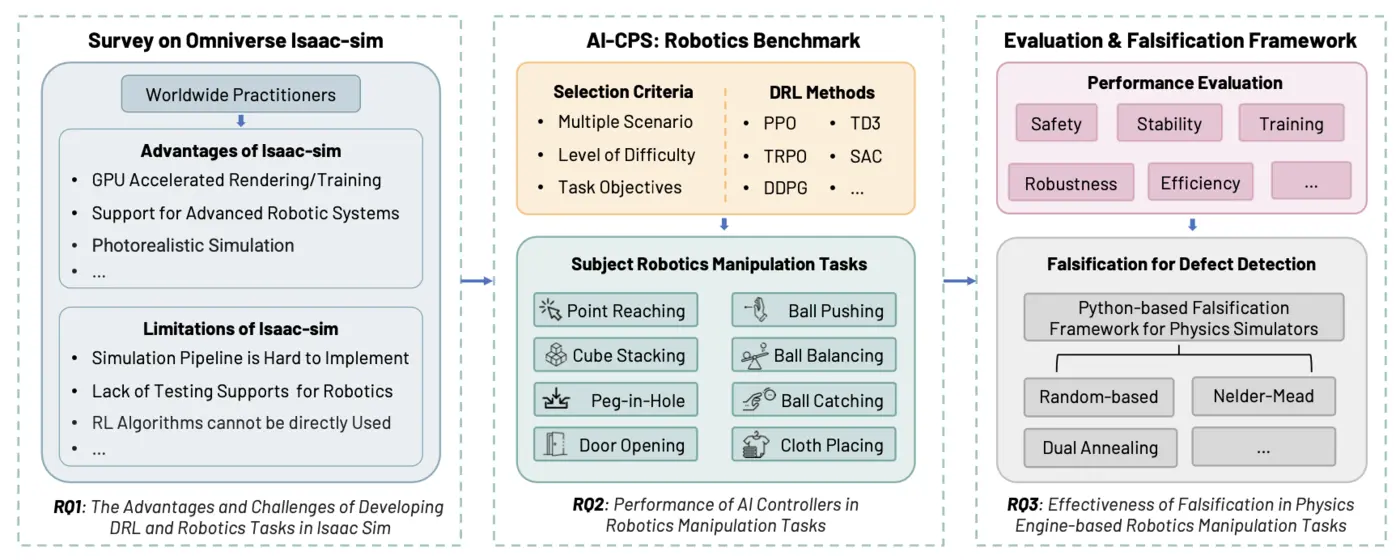 Survey on Omniverse Isaac-sim
Worldwide Practitioners
Advantages of Isaac-sim
• GPU Accelerated Rendering/Training
• Support for Advanced Robotic Systems
• Photorealistic Simulation
• ...
Limitations of Isaac-sim
• Simulation Pipeline is Hard to Implement
• Lack of Testing Supports for Robotics
• RL Algorithms cannot be directly Used
• ...
RQ1: The Advantages and Challenges of Developing
DRL and Robotics Tasks in Isaac Sim
AI-CPS: Robotics Benchmark
Selection Criteria
• Multiple Scenario
• Level of Difficulty
• Task Objectives
DRL Methods
• PPO • TD3
• TRPO • SAC
• DDPG • ...
Subject Robotics Manipulation Tasks
Point Reaching
Ball Pushing
Cube Stacking
Ball Balancing
Peg-in-Hole
Ball Catching
Door Opening
Cloth Placing
RQ2: Performance of AI Controllers in
Robotics Manipulation Tasks
Evaluation & Falsification Framework
Performance Evaluation
Safety
Stability
Training
Robustness
Efficiency
...
Falsification for Defect Detection
Python-based Falsification
Framework for Physics Simulators
Random-based
Nelder-Mead
Dual Annealing
...
RQ3: Effectiveness of Falsification in Physics
Engine-based Robotics Manipulation Tasks